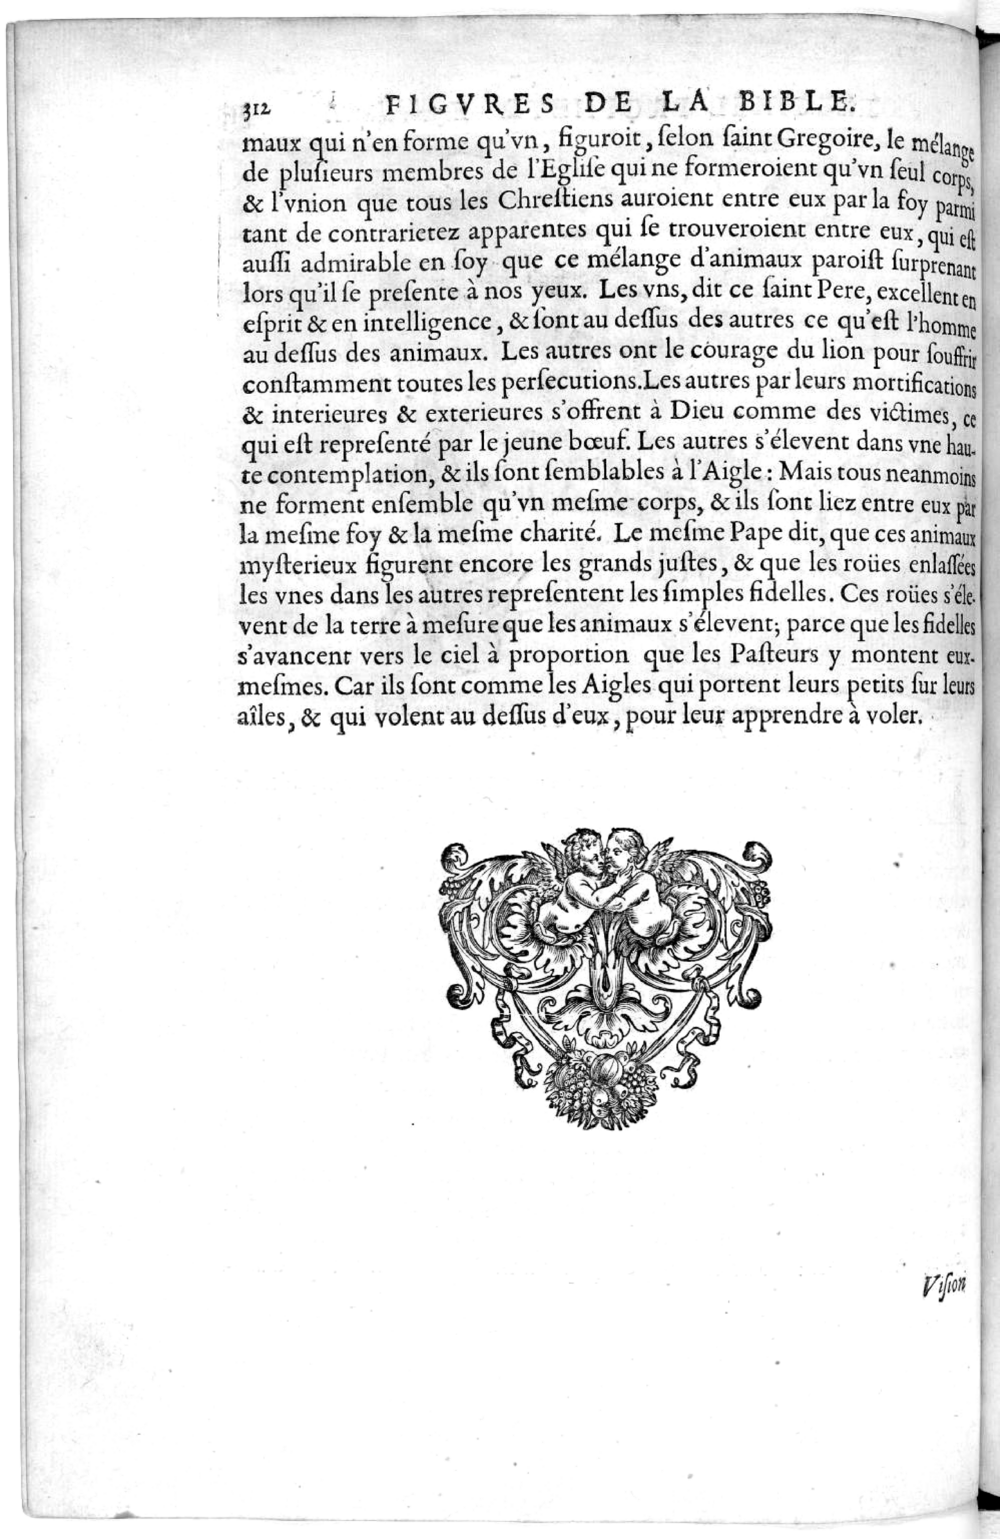 312 FIGVRES DE LA BIBLE.
maux qui n'en forme qu'vn, figuroit, ſelon ſaint Gregoire, le mélange
de pluſieurs membres de l'Egliſe qui ne formeroient qu'vn ſeul corps,
& l'vnion que tous les Chreſtiens auroient entre eux par la foy parmi
tant de contrarietez apparentes qui ſe trouveroient entre eux, qui eſt
auſſi admirable en ſoy que ce mélange d'animaux paroiſt ſurprenant
lors qu'il ſe preſente à nos yeux. Les vns, dit ce ſaint Pere, excellent en
eſprit & en intelligence, & ſont au deſſus des autres ce qu'eſt l'homme
au deſſus des animaux. Les autres ont le courage du lion pour ſouffrir
conſtamment toutes les perſecutions. Les autres par leurs mortifications
& interieures & exterieures s'offrent à Dieu comme des victimes, ce
qui eſt repreſenté par le jeune bœuf. Les autres s'élevent dans vne hau-
te contemplation, & ils ſont ſemblables à l'Aigle : Mais tous neanmoins
ne forment enſemble qu'vn meſme corps, & ils ſont liez entre eux par
la meſme foy & la meſme charité. Le meſme Pape dit, que ces animaux
myſterieux figurent encore les grands juſtes, & que les roües enlaſſées
les vnes dans les autres repreſentent les ſimples fidelles. Ces roües s'éle-
vent de la terre à meſure que les animaux s'élevent; parce que les fidelles
s'avancent vers le ciel à proportion que les Paſteurs y montent eux-
meſmes. Car ils ſont comme les Aigles qui portent leurs petits ſur leurs
aîles, & qui volent au deſſus d'eux, pour leur apprendre à voler.
Viſion